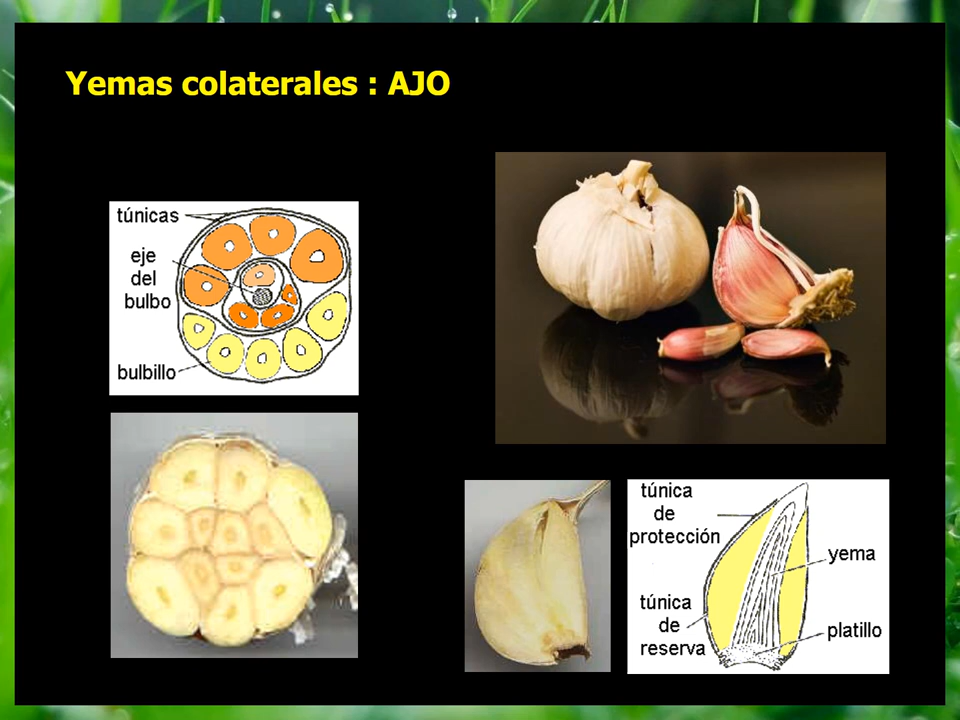 Yemas colaterales : AJO
túnicas
eje
del
bulbo
bulbillo
túnica
de
protección
yema
túnica
de
reserva
platillo